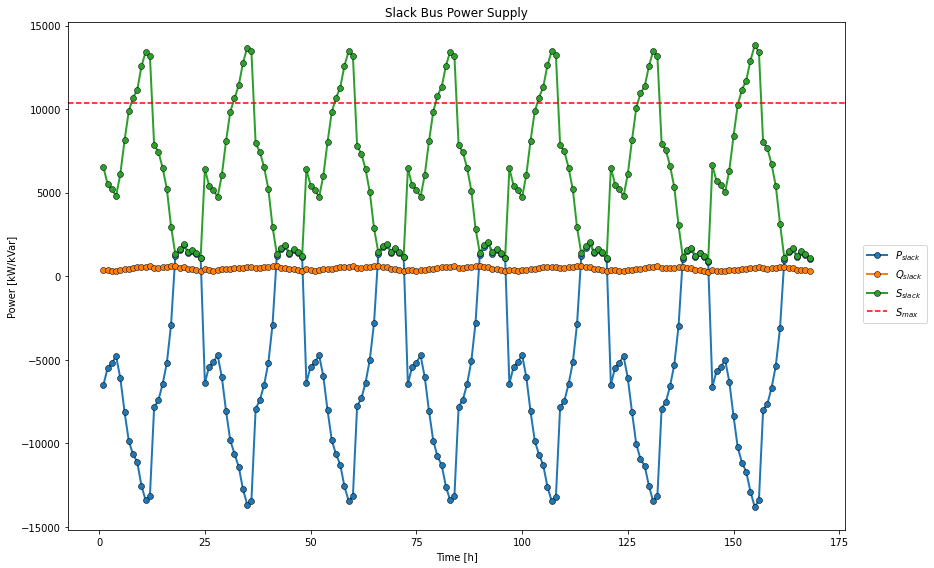 Slack Bus Power Supply
15000
10000
5000
0
−5000
−10000
−15000
Power [kW/kVar]
0 25 50 75 100 125 150 175
Time [h]
P_slack
Q_slack
S_slack
S_max